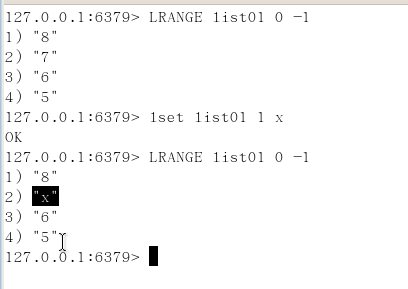 127.0.0.1:6379> LRANGE list01 0 -1
1) "8"
2) "7"
3) "6"
4) "5"
127.0.0.1:6379> lset list01 1 x
OK
127.0.0.1:6379> LRANGE list01 0 -1
1) "8"
2) "x"
3) "6"
4) "5"
127.0.0.1:6379>